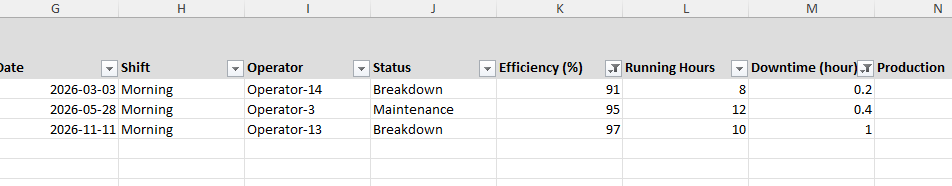 G H I J K L M N
Date Shift Operator Status Efficiency (%) Running Hours Downtime (hour) Production
2026-03-03 Morning Operator-14 Breakdown 91 8 0.2
2026-05-28 Morning Operator-3 Maintenance 95 12 0.4
2026-11-11 Morning Operator-13 Breakdown 97 10 1